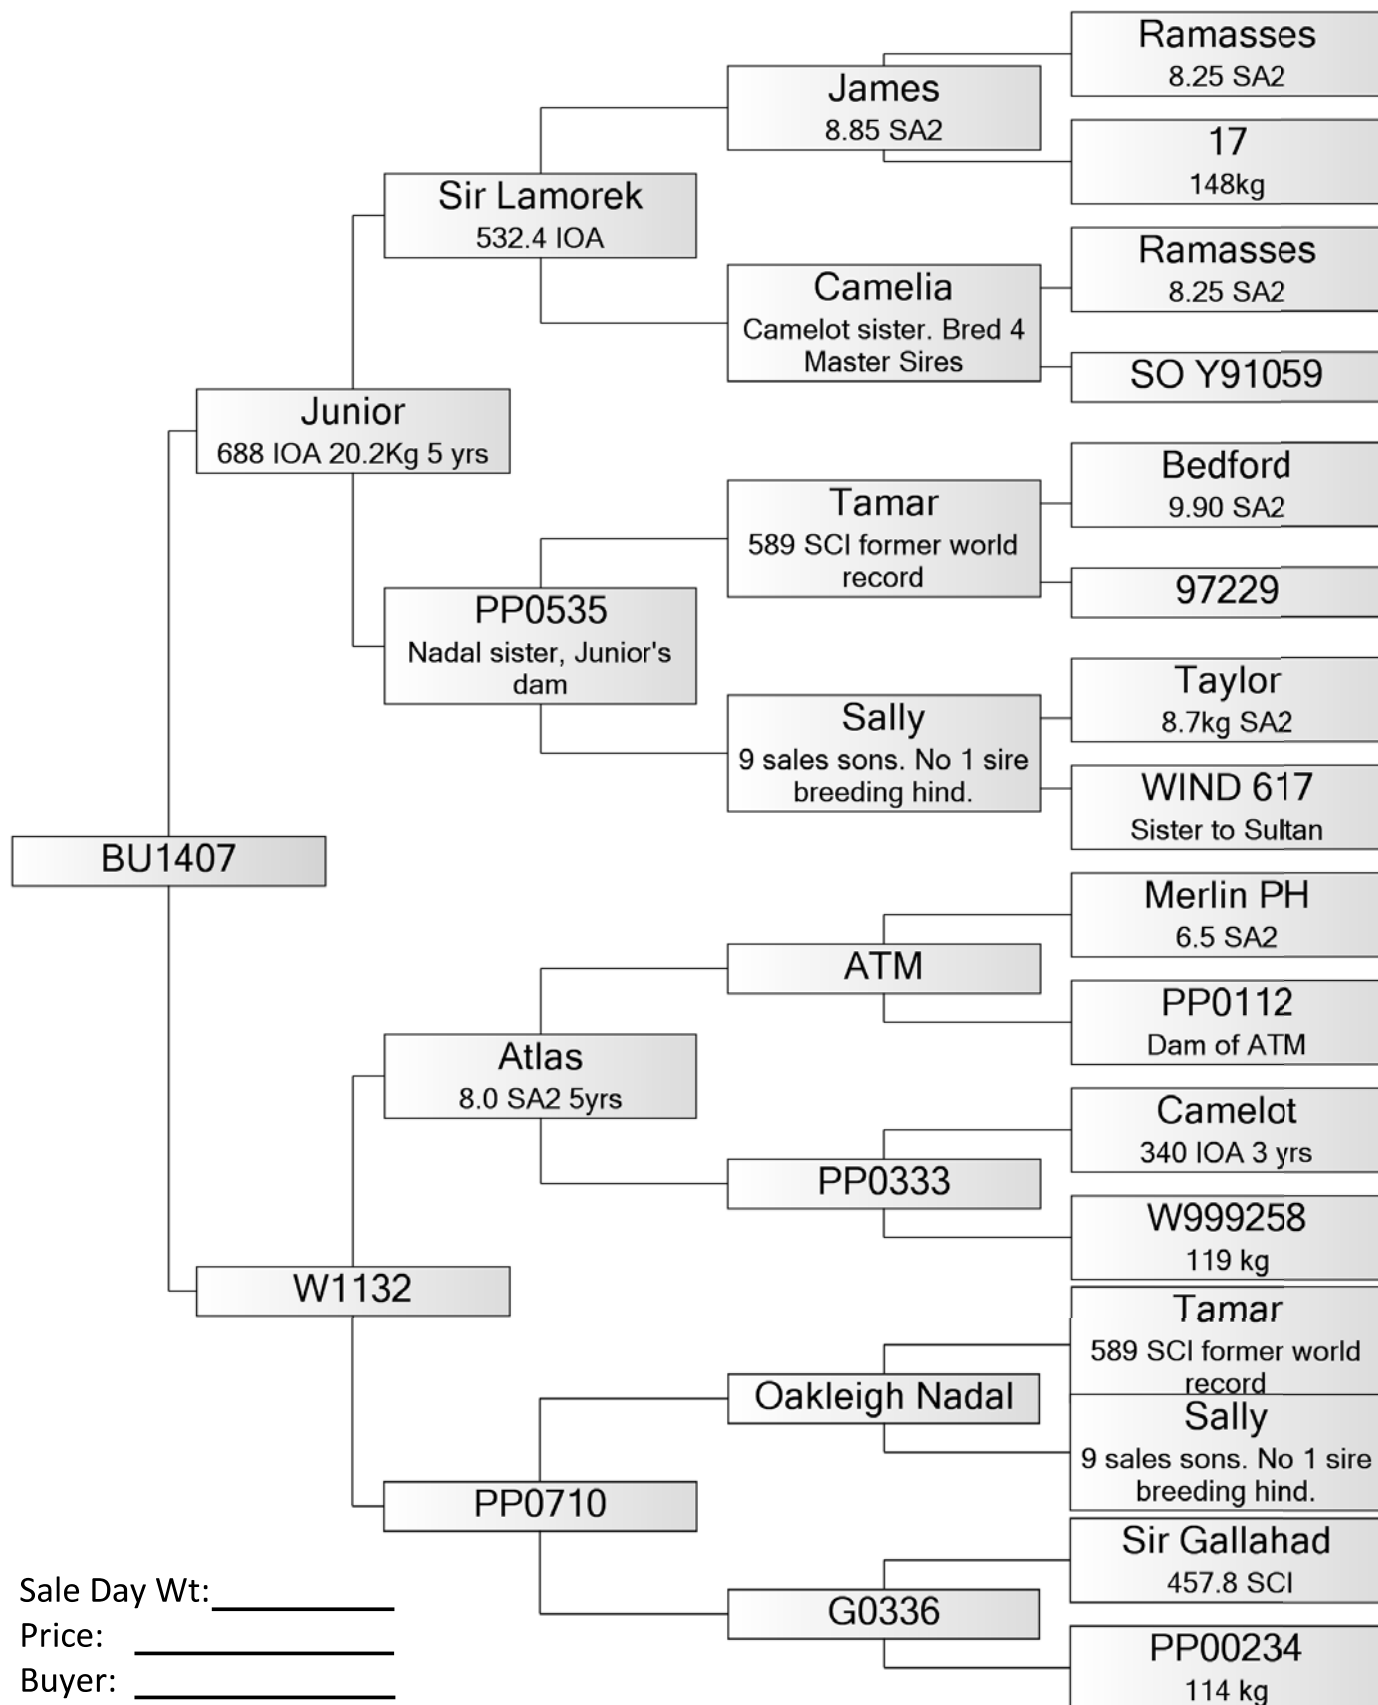 Ramasses
8.25 SA2
James
8.85 SA2
17
148kg
Sir Lamorek
532.4 IOA
Ramasses
8.25 SA2
Camelia
Camelot sister. Bred 4
Master Sires
SO Y91059
Junior
688 IOA 20.2Kg 5 yrs
Bedford
9.90 SA2
Tamar
589 SCI former world
record
97229
PP0535
Nadal sister, Junior's
dam
Taylor
8.7kg SA2
Sally
9 sales sons. No 1 sire
breeding hind.
WIND 617
Sister to Sultan
BU1407
Merlin PH
6.5 SA2
ATM
PP0112
Dam of ATM
Atlas
8.0 SA2 5yrs
Camelot
340 IOA 3 yrs
PP0333
W999258
119 kg
W1132
Tamar
589 SCI former world
record
Oakleigh Nadal
Sally
9 sales sons. No 1 sire
breeding hind.
PP0710
Sir Gallahad
457.8 SCI
G0336
PP00234
114 kg
Sale Day Wt:
Price:
Buyer: